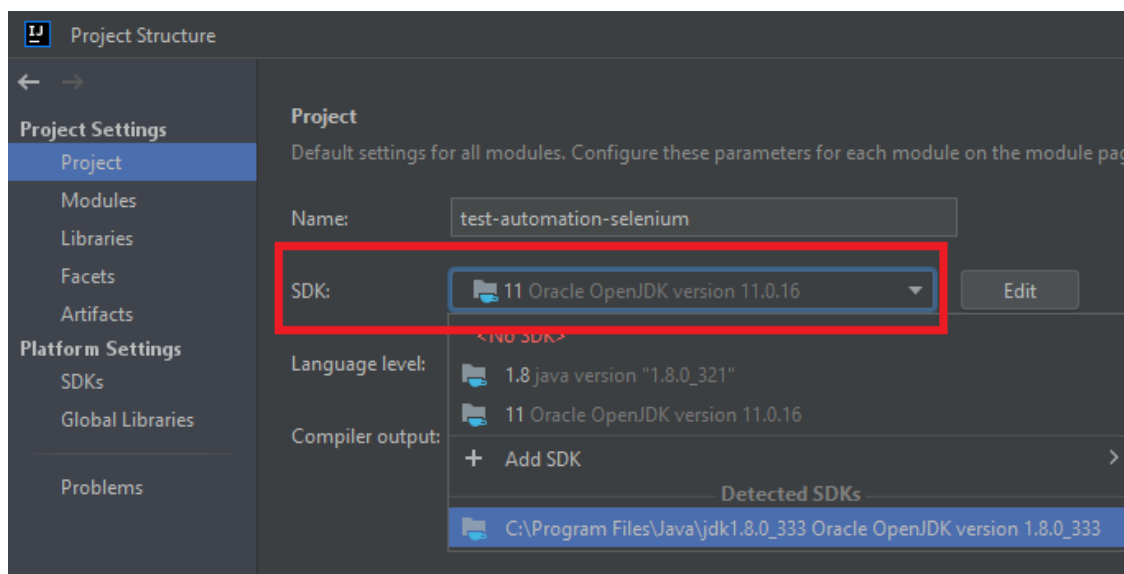 Project Structure
Project Settings
Project
Modules
Libraries
Facets
Artifacts
Platform Settings
SDKs
Global Libraries
Problems
Project
Default settings for all modules. Configure these parameters for each module on the module pag
Name: test-automation-selenium
SDK: 11 Oracle OpenJDK version 11.0.16 Edit
<No SDK>
Language level: 1.8 java version "1.8.0_321"
11 Oracle OpenJDK version 11.0.16
Compiler output:
+ Add SDK >
Detected SDKs
C:\Program Files\Java\jdk1.8.0_333 Oracle OpenJDK version 1.8.0_333